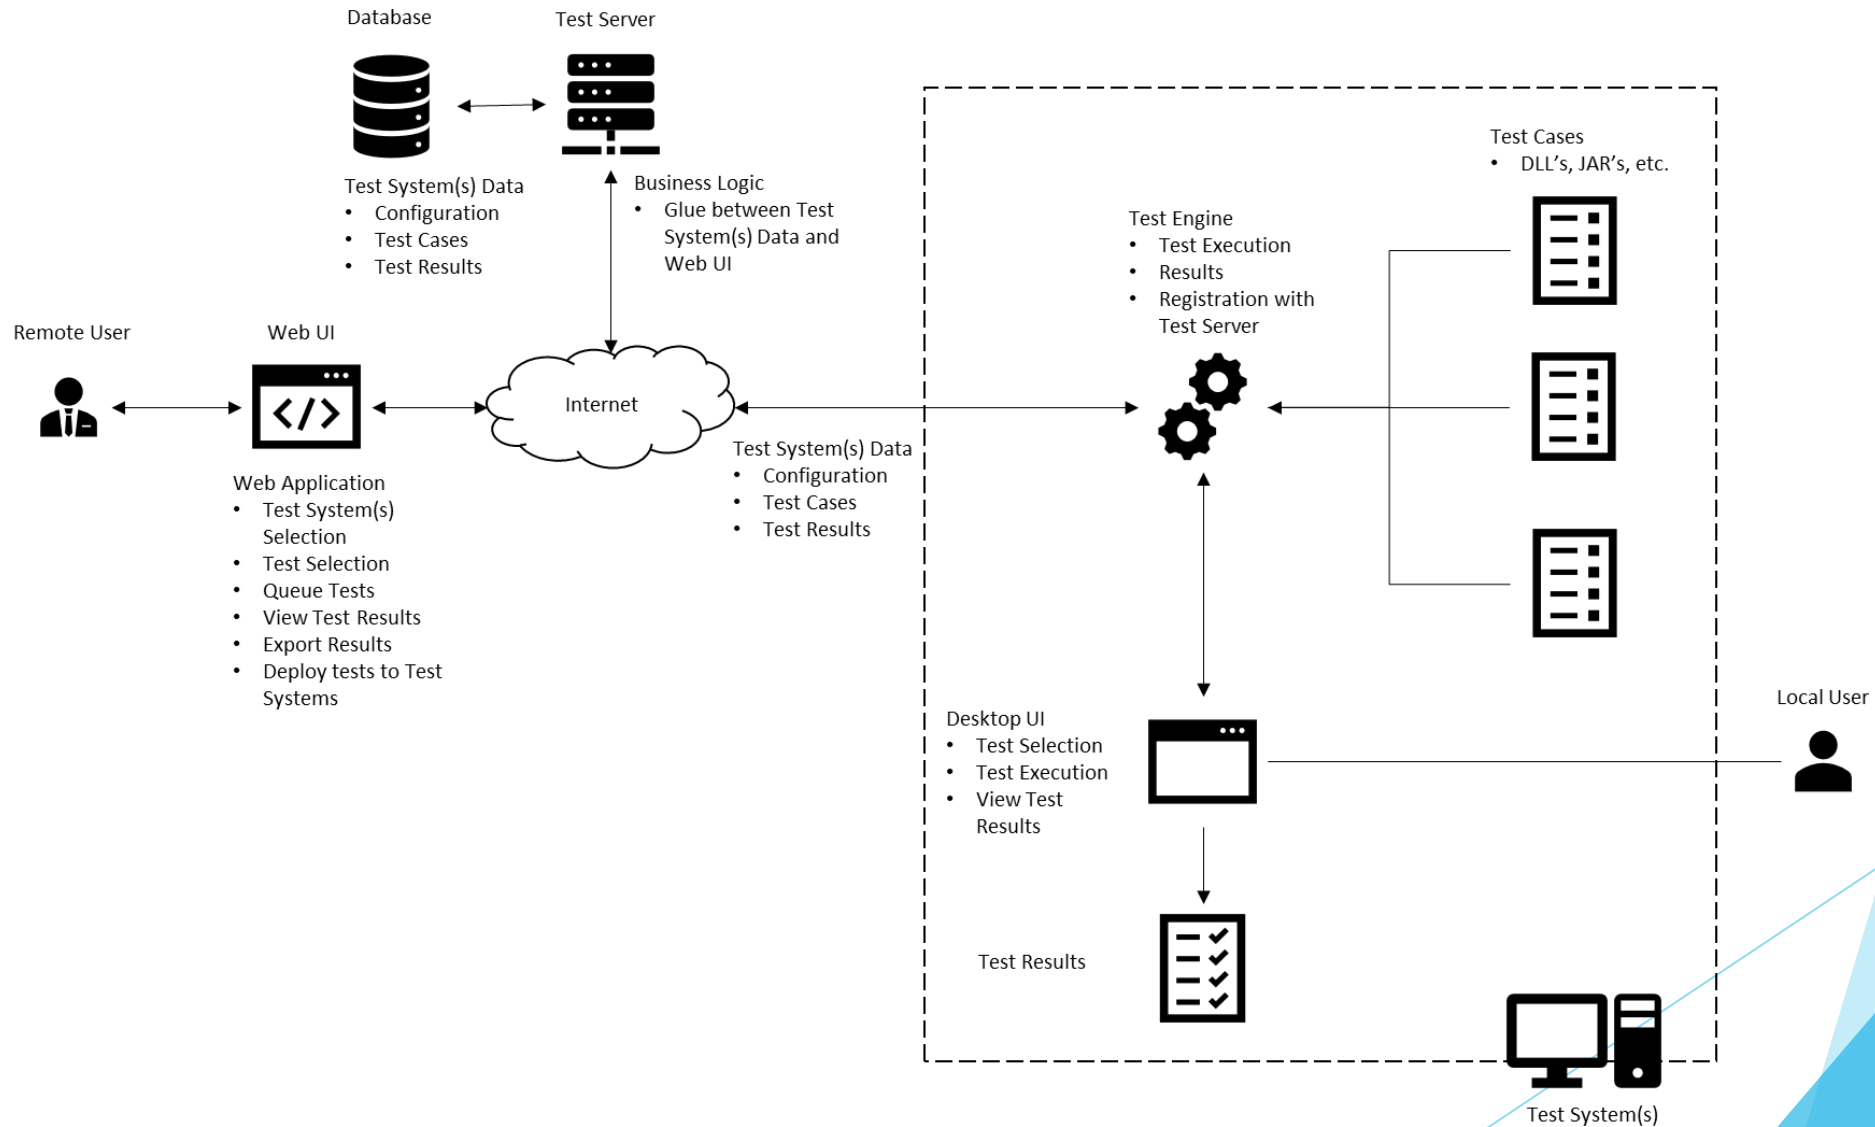 Database
Test Server
Test System(s) Data
• Configuration
• Test Cases
• Test Results
Business Logic
• Glue between Test
System(s) Data and
Web UI
Remote User
Web UI
Internet
Web Application
• Test System(s)
Selection
• Test Selection
• Queue Tests
• View Test Results
• Export Results
• Deploy tests to Test
Systems
Test System(s) Data
• Configuration
• Test Cases
• Test Results
Test Engine
• Test Execution
• Results
• Registration with
Test Server
Test Cases
• DLL’s, JAR’s, etc.
Desktop UI
• Test Selection
• Test Execution
• View Test
Results
Local User
Test Results
Test System(s)